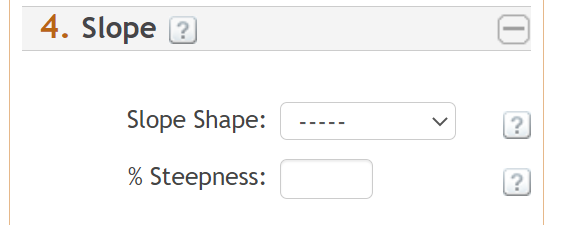 4. Slope ?
Slope Shape: ----- ?
% Steepness: ?